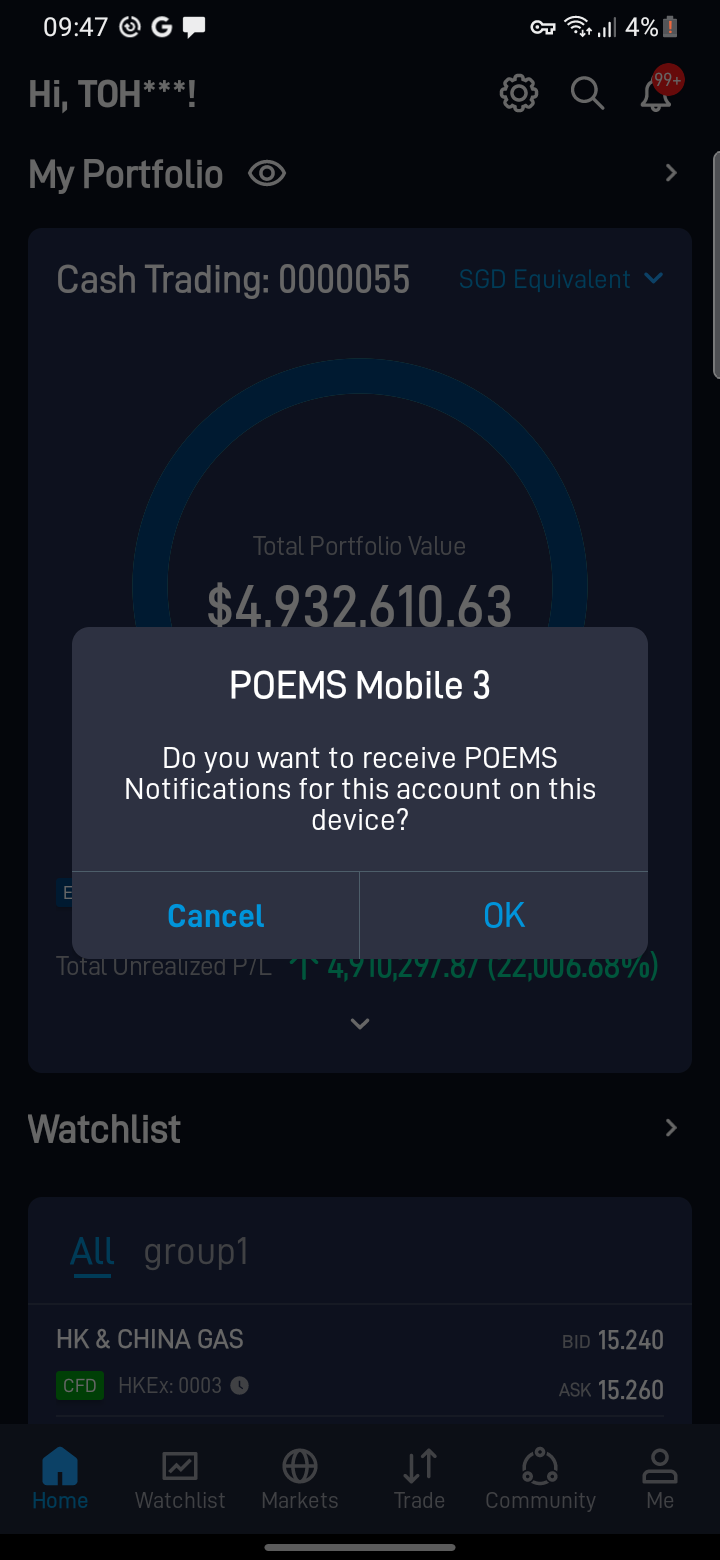 09:47
4%
Hi, TOH***!
99+
My Portfolio
Cash Trading: 0000055
SGD Equivalent
Total Portfolio Value
$4,932,610.63
POEMS Mobile 3
Do you want to receive POEMS
Notifications for this account on this
device?
Cancel
OK
Total Unrealized P/L
4,910,297.87 (22,006.68%)
Watchlist
All
group1
HK & CHINA GAS
BID 15.240
CFD
HKEx: 0003
ASK 15.260
Home
Watchlist
Markets
Trade
Community
Me